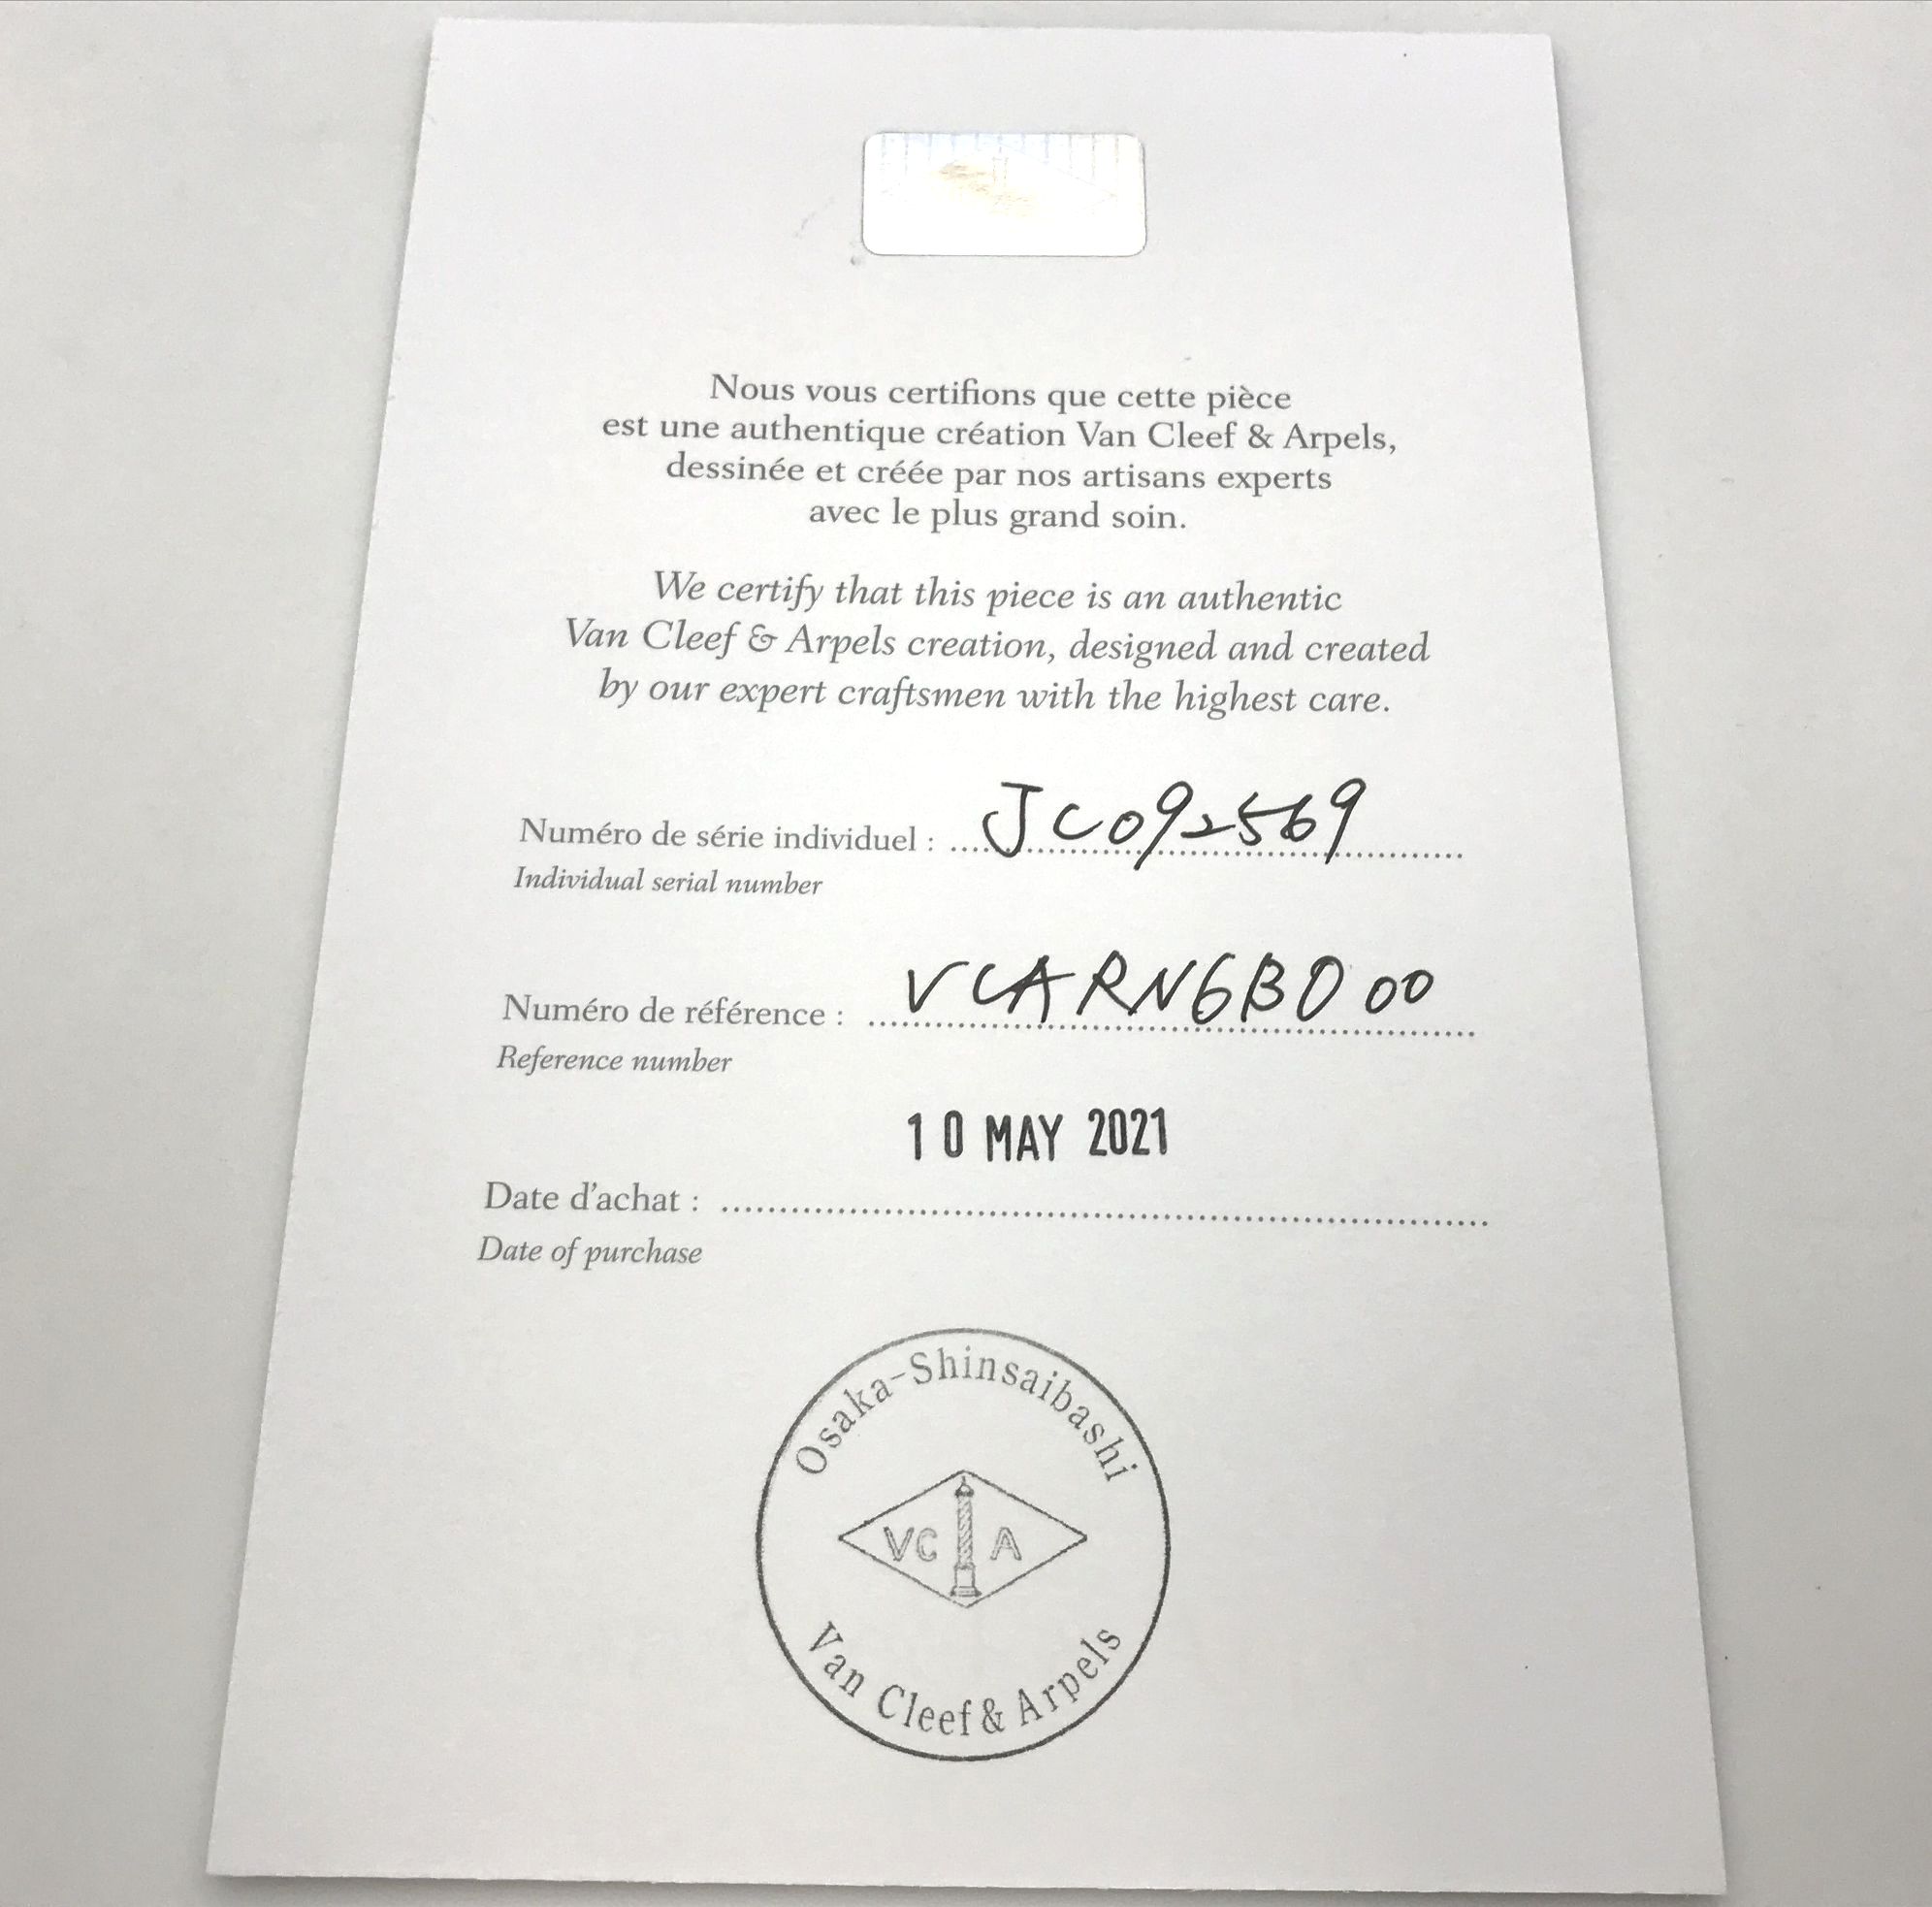 Nous vous certifions que cette pièce
est une authentique création Van Cleef & Arpels,
dessinée et créée par nos artisans experts
avec le plus grand soin.
We certify that this piece is an authentic
Van Cleef & Arpels creation, designed and created
by our expert craftsmen with the highest care.
Numéro de série individuel : JC092569
Individual serial number
Numéro de référence : VCARN6BO00
Reference number
10 MAY 2021
Date d'achat :
Date of purchase
Osaka-Shinsaibashi
VC A
Van Cleef & Arpels